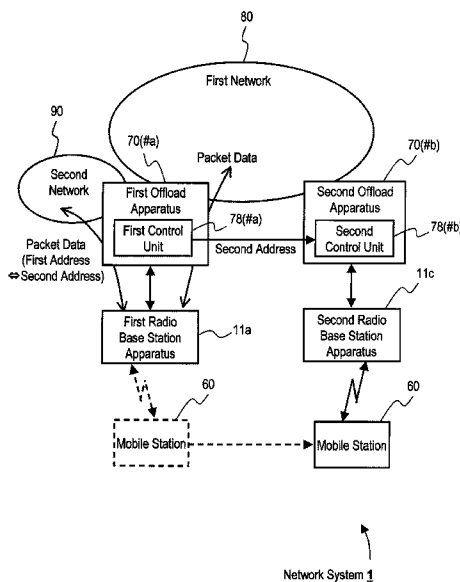 80
First Network
90
70(#a)
Packet Data
70(#b)
Second
Network
First Offload
Apparatus
Second Offload
Apparatus
First Control
Unit
78(#a)
Second Address
Second
Control Unit
78(#b)
Packet Data
(First Address
⇔Second Address)
11c
First Radio
Base Station
Apparatus
11a
Second Radio
Base Station
Apparatus
60
60
Mobile Station
Mobile Station
Network System 1